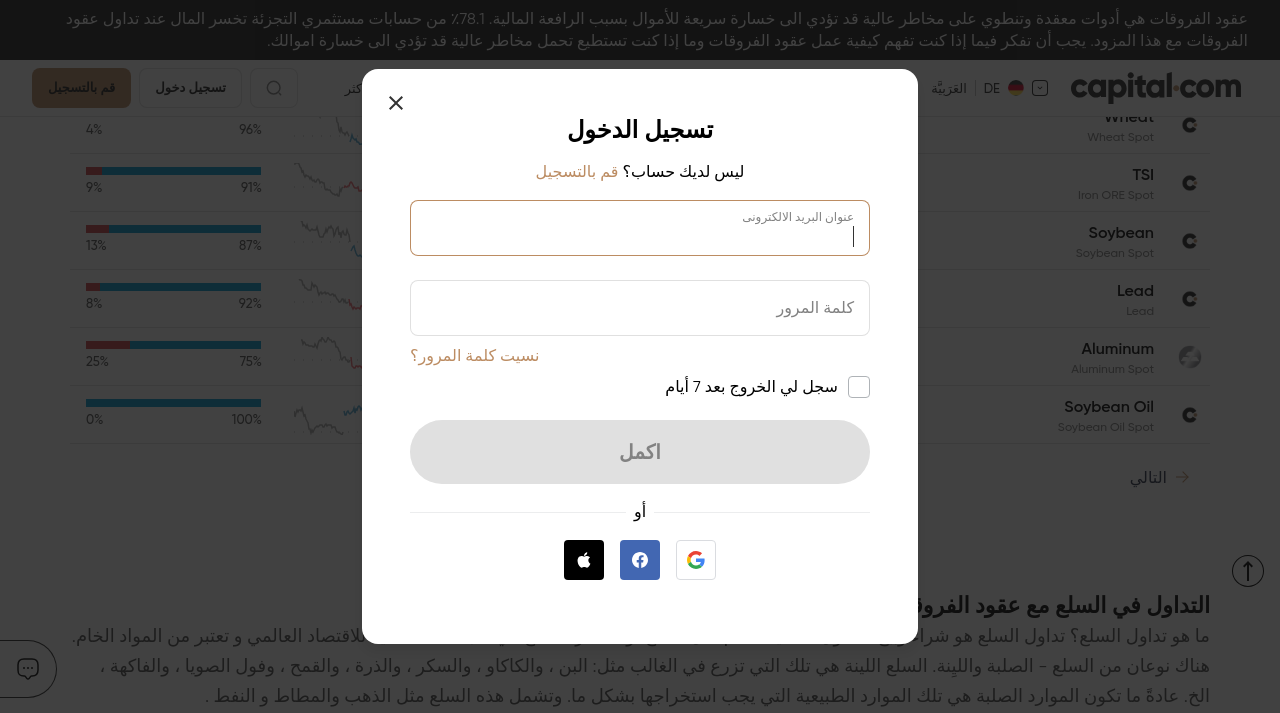 عقود الفروقات هي أدوات معقدة وتنطوي على مخاطر عالية قد تؤدي الى خسارة سريعة للأموال بسبب الرافعة المالية. 78.1٪ من حسابات مستثمري التجزئة تخسر المال عند تداول عقود
الفروقات مع هذا المزود. يجب أن تفكر فيما إذا كنت تفهم كيفية عمل عقود الفروقات وما إذا كنت تستطيع تحمل مخاطر عالية قد تؤدي الى خسارة اموالك.
capital.com
DE
العَرَبيَّة
تسجيل دخول
قم بالتسجيل
Wheat
Wheat Spot
96%
4%
TSI
Iron ORE Spot
91%
9%
Soybean
Soybean Spot
87%
13%
Lead
Lead
92%
8%
Aluminum
Aluminum Spot
75%
25%
Soybean Oil
Soybean Oil Spot
100%
0%
التالي
تسجيل الدخول
ليس لديك حساب؟ قم بالتسجيل
عنوان البريد الالكترونى
كلمة المرور
نسيت كلمة المرور؟
سجل لي الخروج بعد 7 أيام
اكمل
أو
التداول في السلع مع عقود
ما هو تداول السلع؟ تداول السلع هو للاقتصاد العالمي و تعتبر من المواد الخام.
هناك نوعان من السلع - الصلبة واللينة. السلع اللينة هي تلك التي تزرع في الغالب مثل: البن ، والكاكاو ، والسكر ، والذرة ، والقمح ، وفول الصويا ، والفاكهة ،
الخ. عادةً ما تكون الموارد الصلبة هي تلك الموارد الطبيعية التي يجب استخراجها بشكل ما. وتشمل هذه السلع مثل الذهب والمطاط و النفط .